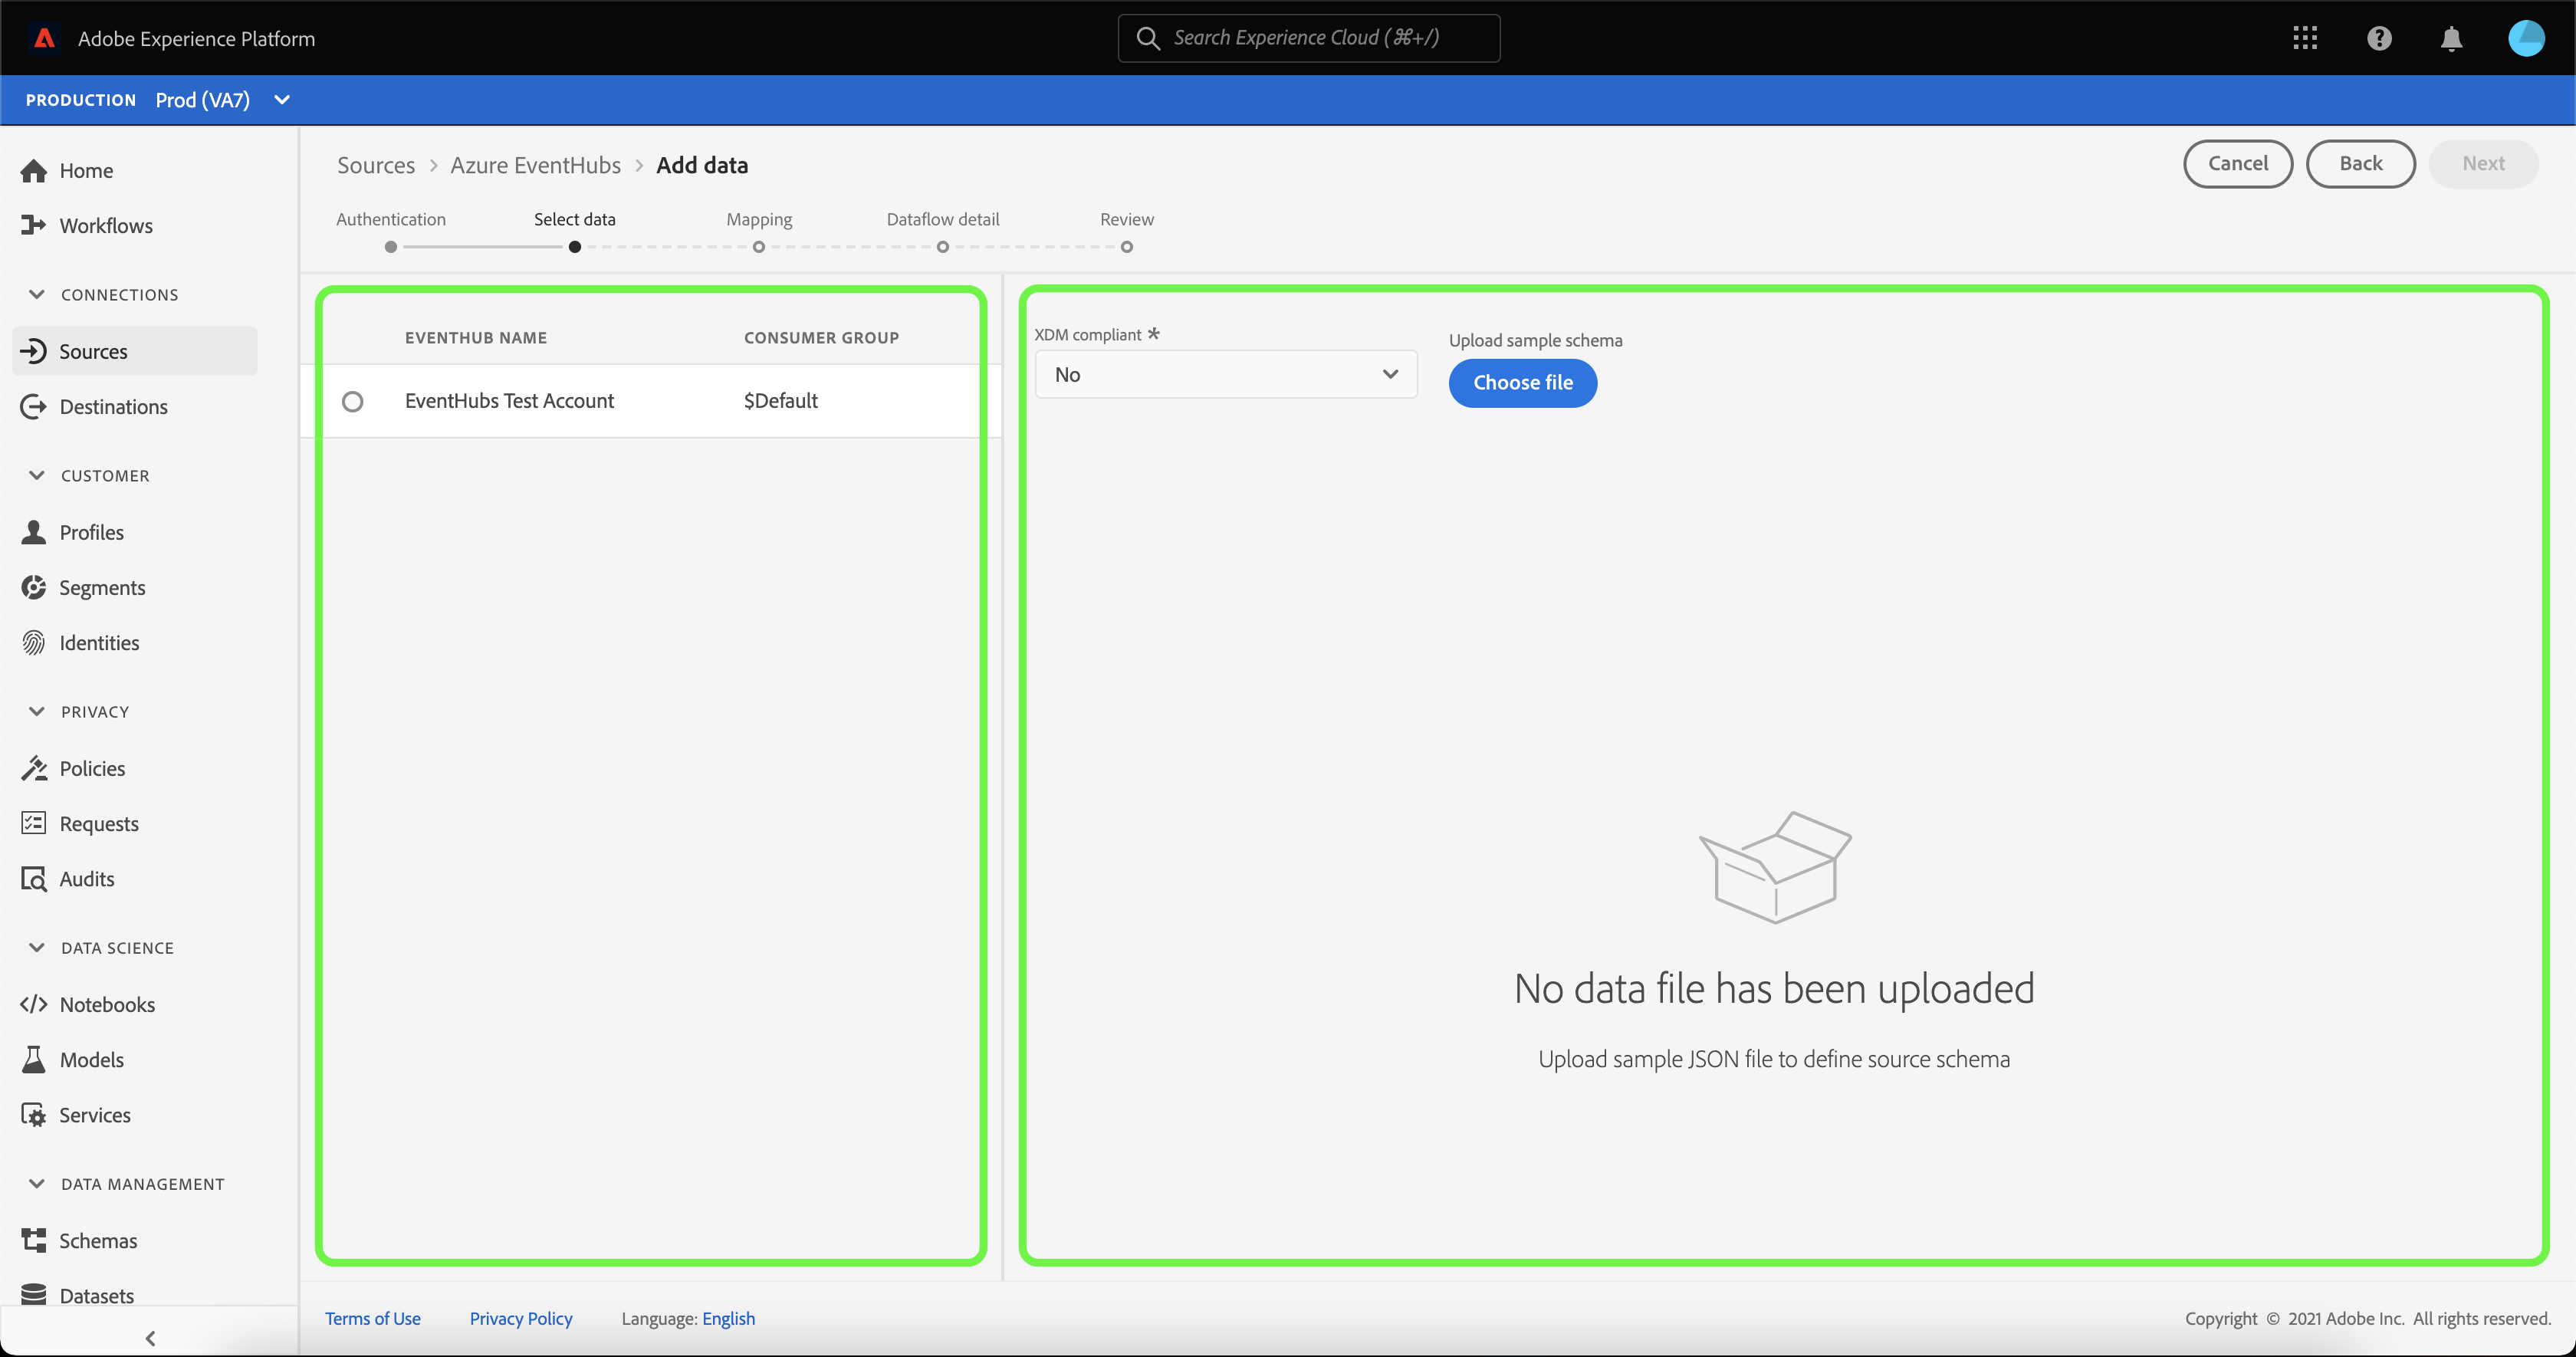 Adobe Experience Platform
Search Experience Cloud (⌘+/)
PRODUCTION Prod (VA7)
Home
Workflows
CONNECTIONS
Sources
Destinations
CUSTOMER
Profiles
Segments
Identities
PRIVACY
Policies
Requests
Audits
DATA SCIENCE
Notebooks
Models
Services
DATA MANAGEMENT
Schemas
Datasets
Sources > Azure EventHubs > Add data
Cancel
Back
Next
Authentication
Select data
Mapping
Dataflow detail
Review
EVENTHUB NAME CONSUMER GROUP
EventHubs Test Account $Default
XDM compliant *
No
Upload sample schema
Choose file
No data file has been uploaded
Upload sample JSON file to define source schema
Terms of Use Privacy Policy Language: English
Copyright © 2021 Adobe Inc. All rights reserved.